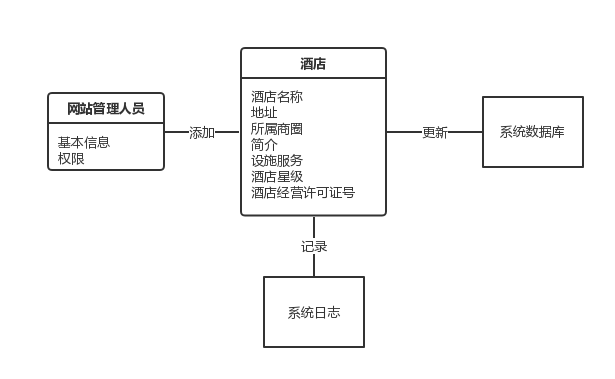 酒店
酒店名称
地址
所属商圈
简介
设施服务
酒店星级
酒店经营许可证号
网站管理人员
基本信息
权限
添加
更新
系统数据库
记录
系统日志